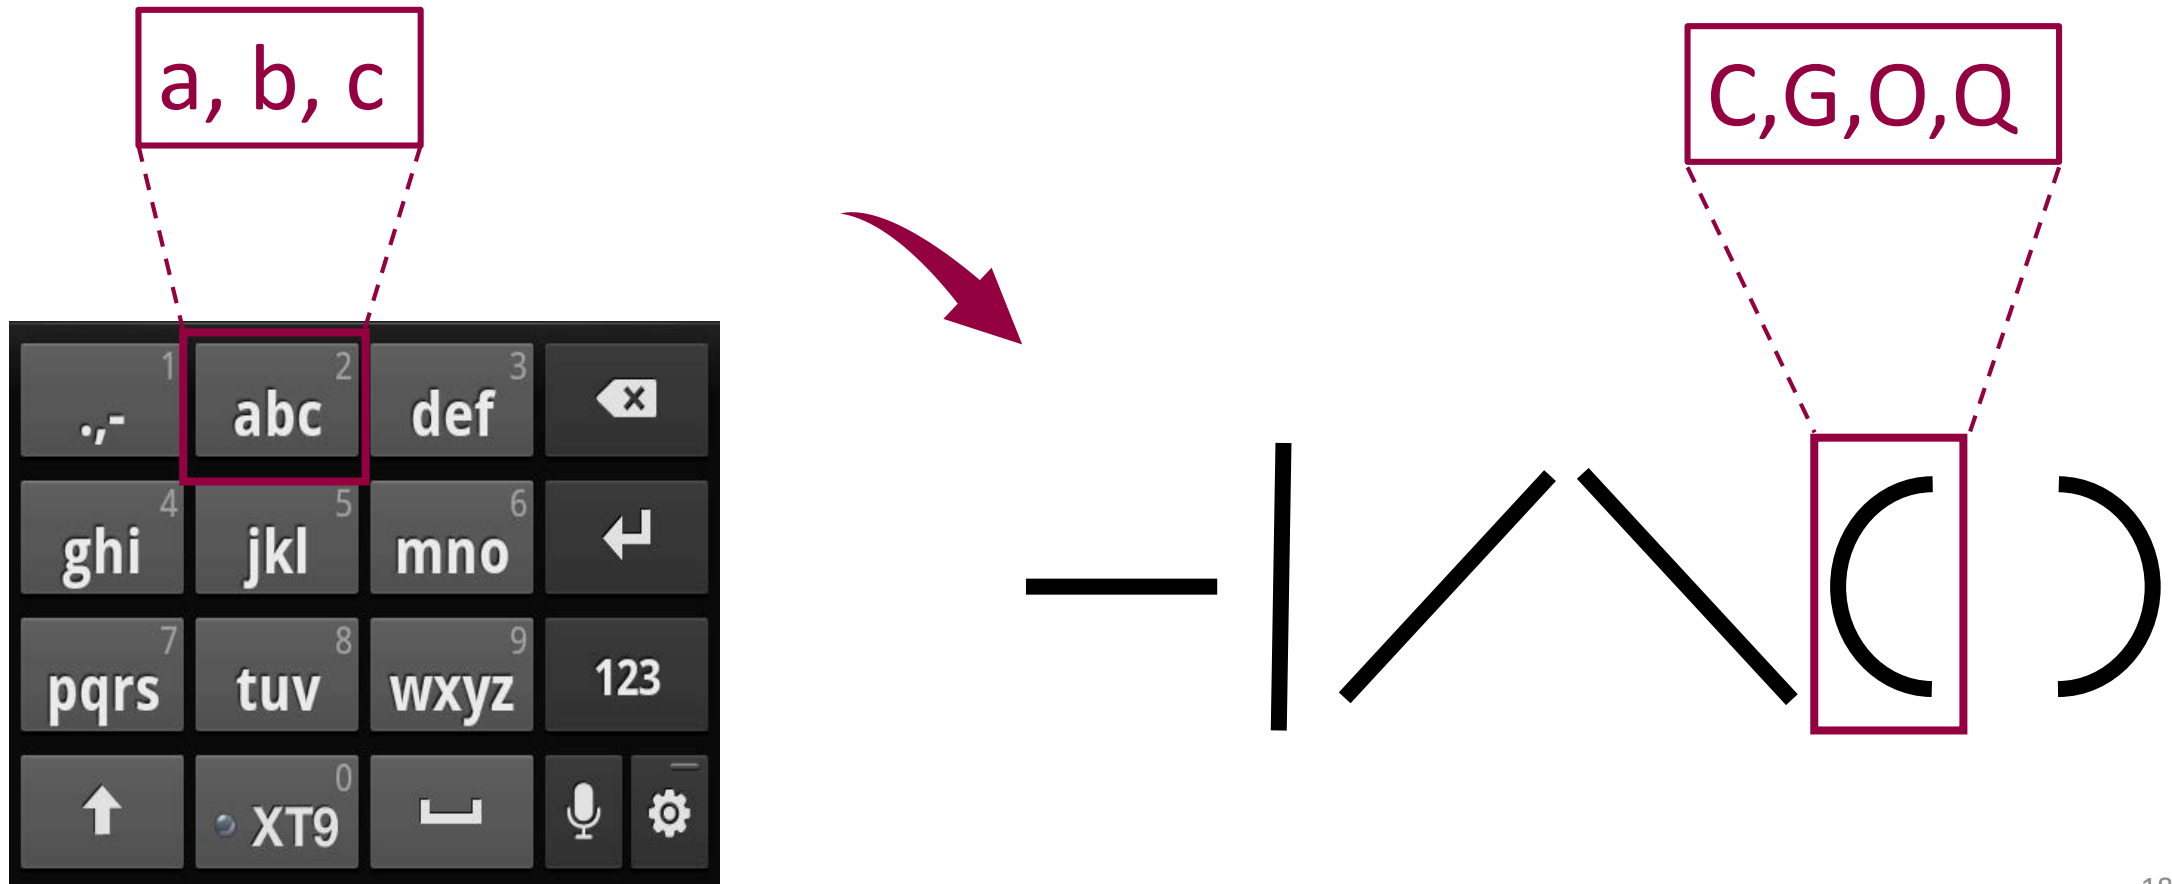 a, b, c
C,G,O,Q
1 2 3
.,- abc def
4 5 6
ghi jkl mno
7 8 9
pqrs tuv wxyz 123
0
XT9